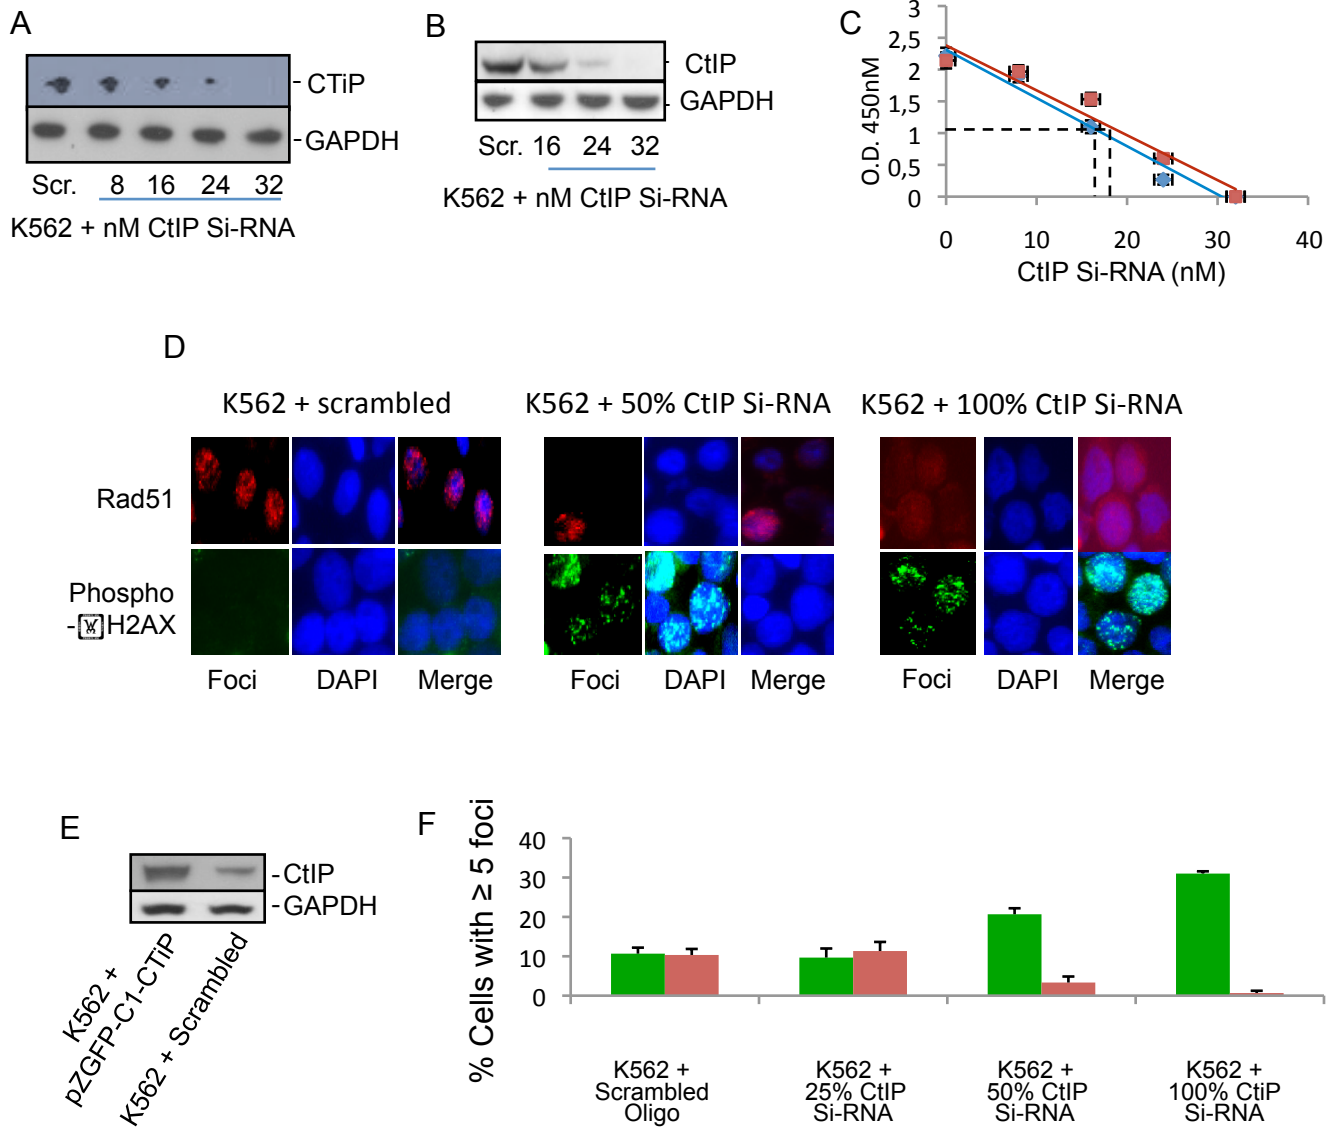 A
-CTiP
-GAPDH
Scr. 8 16 24 32
K562 + nM CtIP Si-RNA
B
CtIP
GAPDH
Scr. 16 24 32
K562 + nM CtIP Si-RNA
C
O.D. 450nM
3
2,5
2
1,5
1
0,5
0
0 10 20 30 40
CtIP Si-RNA (nM)
D
K562 + scrambled
K562 + 50% CtIP Si-RNA
K562 + 100% CtIP Si-RNA
Rad51
Phospho
-H2AX
Foci DAPI Merge
Foci DAPI Merge
Foci DAPI Merge
E
-CtIP
-GAPDH
K562 +
pZGFP-C1-CTiP
K562 + Scrambled
F
% Cells with ≥ 5 foci
40
30
20
10
0
K562 +
Scrambled
Oligo
K562 +
25% CtIP
Si-RNA
K562 +
50% CtIP
Si-RNA
K562 +
100% CtiP
Si-RNA